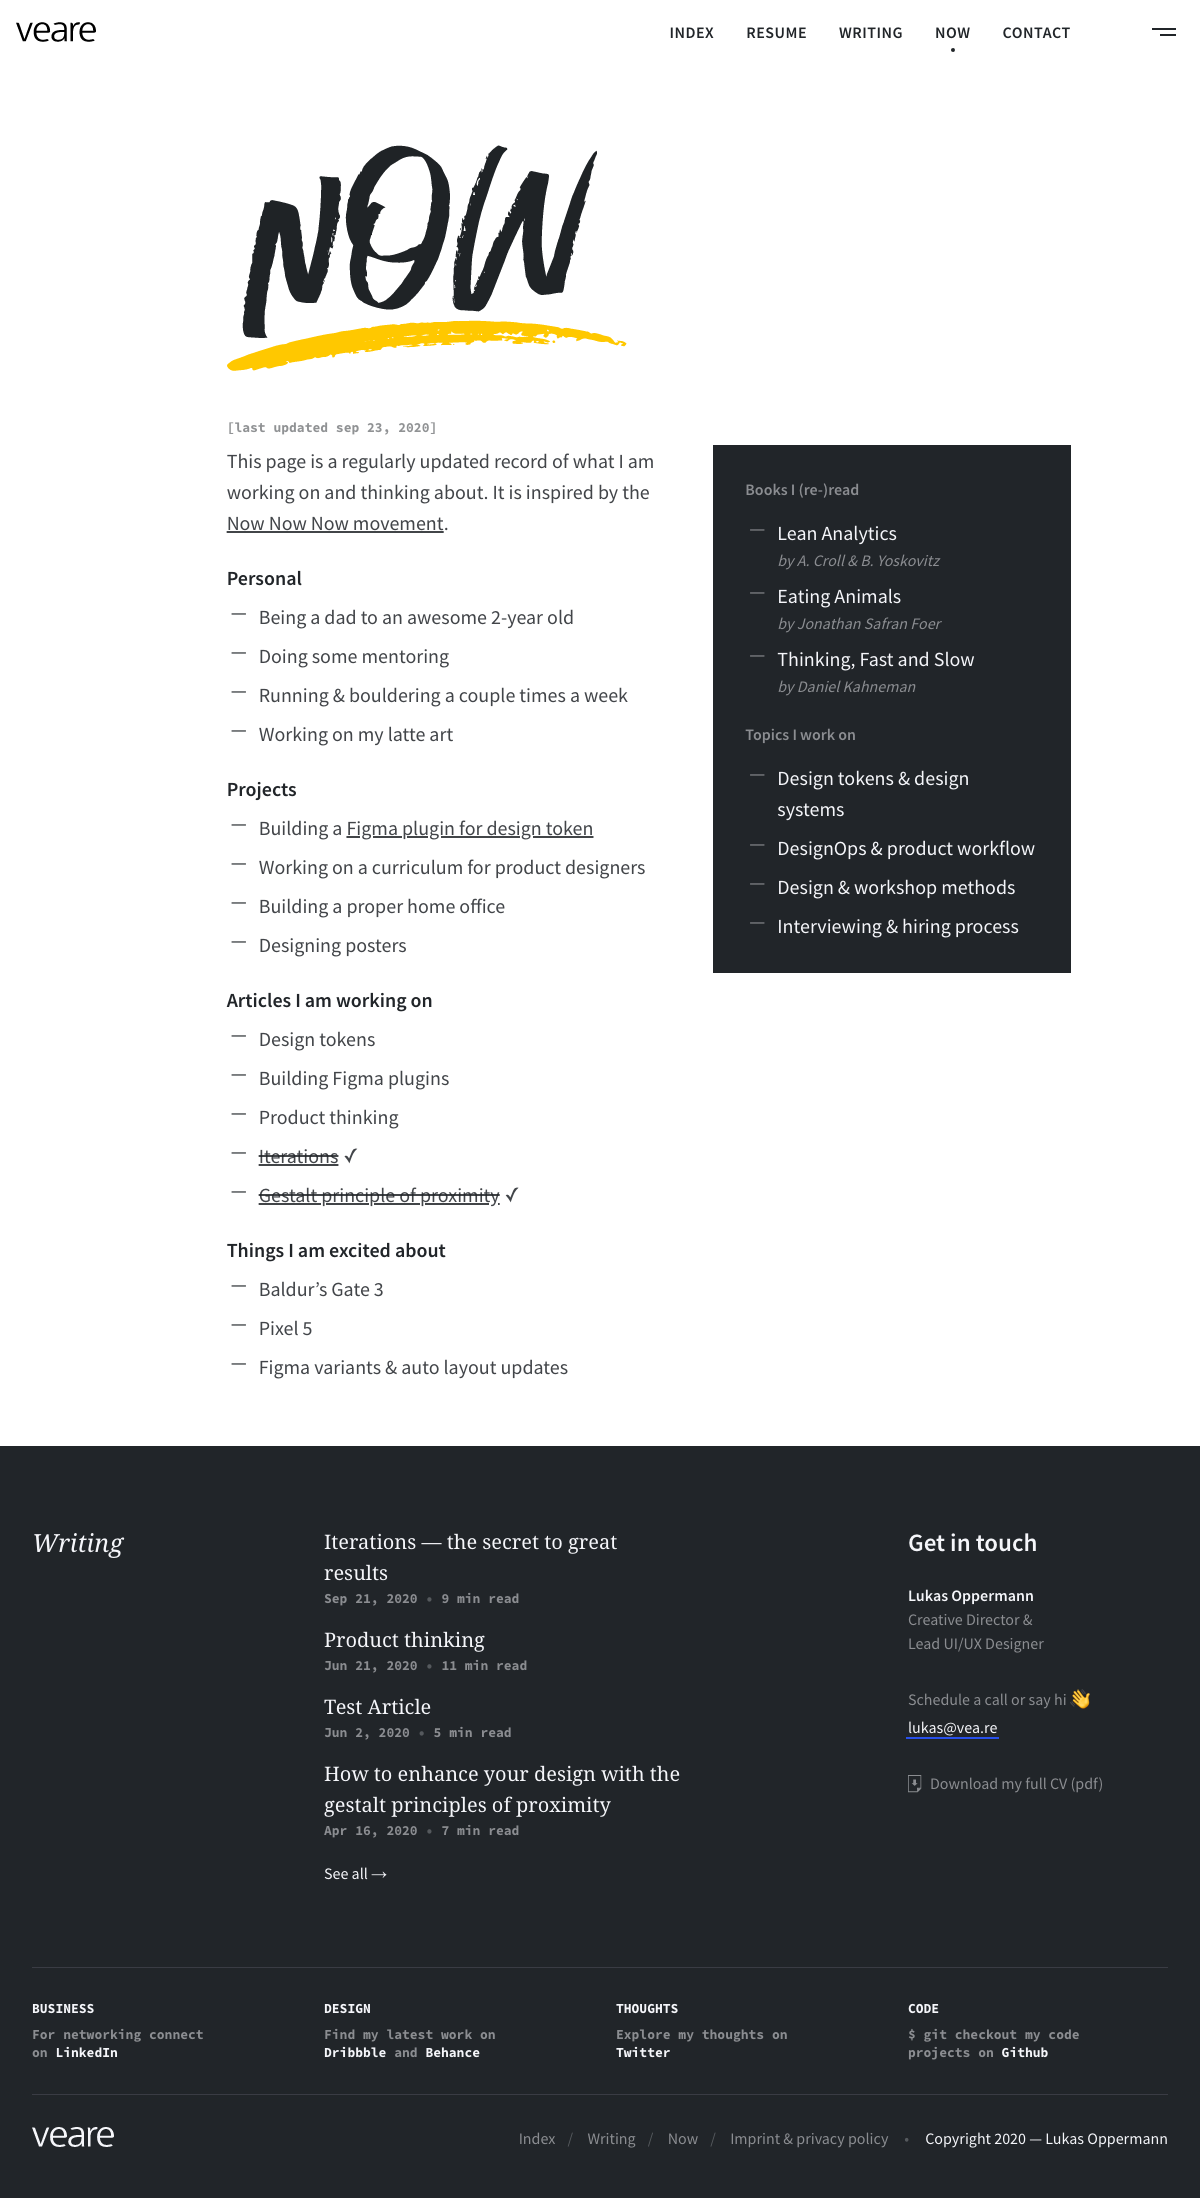 veare
INDEX RESUME WRITING NOW CONTACT
NOW
[last updated sep 23, 2020]
This page is a regularly updated record of what I am
working on and thinking about. It is inspired by the
Now Now Now movement.
Personal
— Being a dad to an awesome 2-year old
— Doing some mentoring
— Running & bouldering a couple times a week
— Working on my latte art
Projects
— Building a Figma plugin for design token
— Working on a curriculum for product designers
— Building a proper home office
— Designing posters
Articles I am working on
— Design tokens
— Building Figma plugins
— Product thinking
— Iterations ✓
— Gestalt principle of proximity ✓
Things I am excited about
— Baldur’s Gate 3
— Pixel 5
— Figma variants & auto layout updates
Books I (re-)read
— Lean Analytics
by A. Croll & B. Yoskovitz
— Eating Animals
by Jonathan Safran Foer
— Thinking, Fast and Slow
by Daniel Kahneman
Topics I work on
— Design tokens & design
systems
— DesignOps & product workflow
— Design & workshop methods
— Interviewing & hiring process
Writing
Iterations — the secret to great
results
Sep 21, 2020 • 9 min read
Product thinking
Jun 21, 2020 • 11 min read
Test Article
Jun 2, 2020 • 5 min read
How to enhance your design with the
gestalt principles of proximity
Apr 16, 2020 • 7 min read
See all →
Get in touch
Lukas Oppermann
Creative Director &
Lead UI/UX Designer
Schedule a call or say hi 👋
lukas@vea.re
Download my full CV (pdf)
BUSINESS
For networking connect
on LinkedIn
DESIGN
Find my latest work on
Dribbble and Behance
THOUGHTS
Explore my thoughts on
Twitter
CODE
$ git checkout my code
projects on Github
veare
Index / Writing / Now / Imprint & privacy policy • Copyright 2020 — Lukas Oppermann